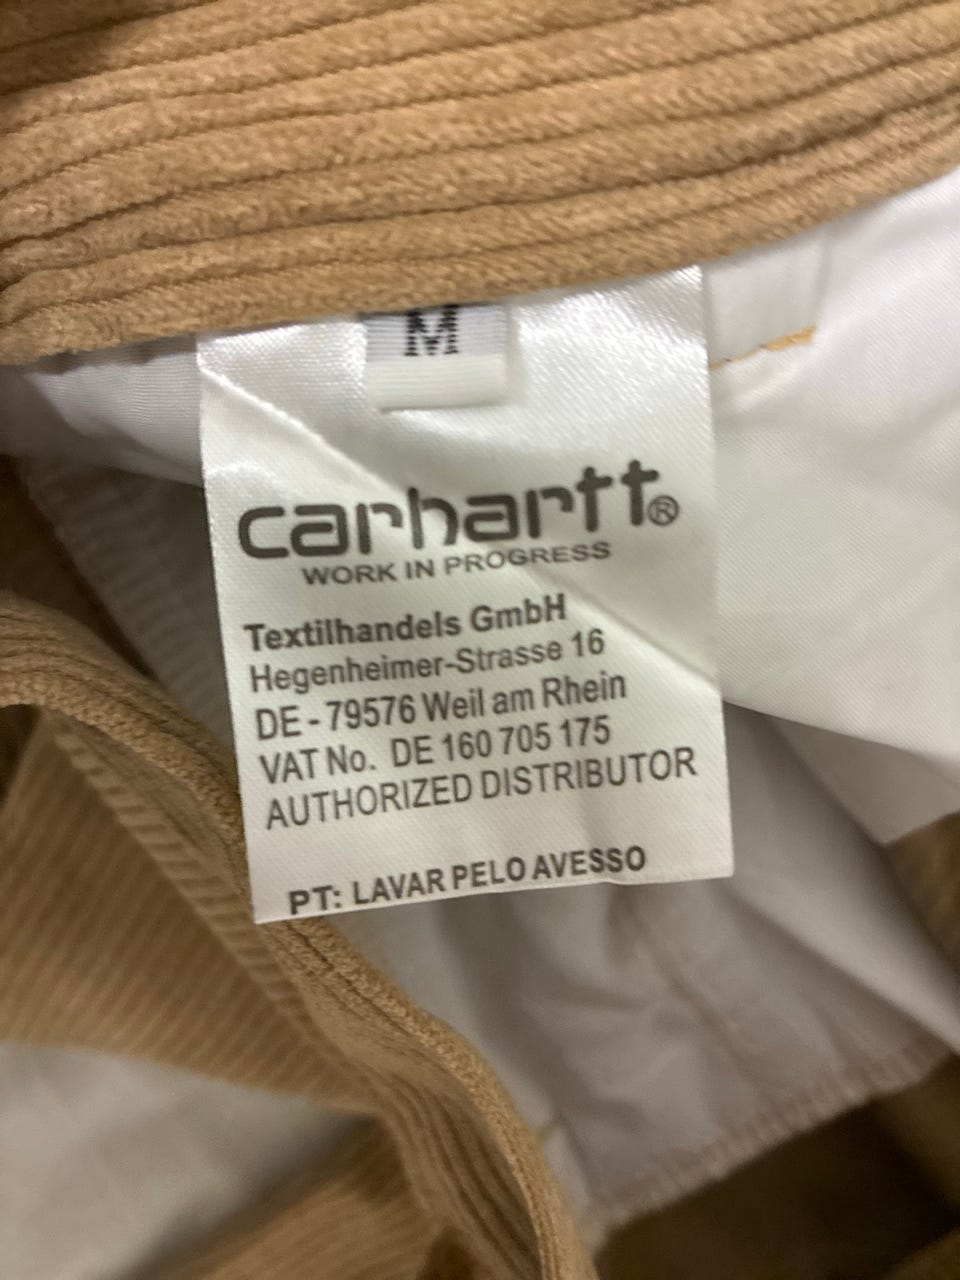 M
carhartt®
WORK IN PROGRESS
Textilhandels GmbH
Hegenheimer-Strasse 16
DE - 79576 Weil am Rhein
VAT No. DE 160 705 175
AUTHORIZED DISTRIBUTOR
PT: LAVAR PELO AVESSO